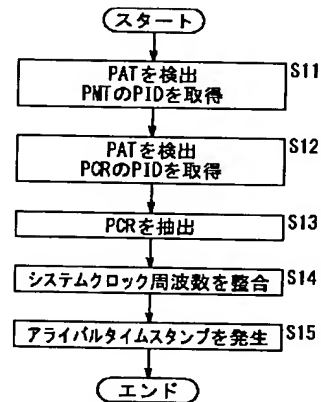 スタート
PATを検出
PMTのPIDを取得
S11
PATを検出
PCRのPIDを取得
S12
PCRを抽出
S13
システムクロック周波数を整合
S14
アライバルタイムスタンプを発生
S15
エンド